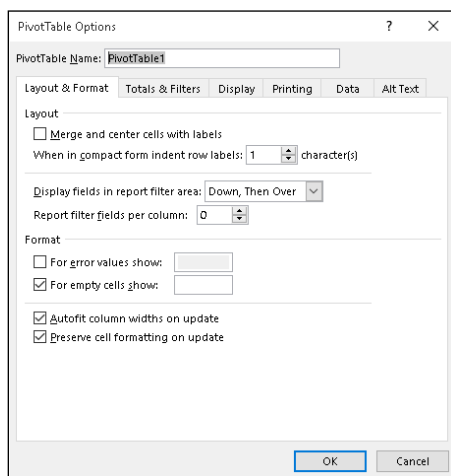 PivotTable Options ? ×
PivotTable Name: PivotTable1
Layout & Format Totals & Filters Display Printing Data Alt Text
Layout
Merge and center cells with labels
When in compact form indent row labels: 1 character(s)
Display fields in report filter area: Down, Then Over
Report filter fields per column: 0
Format
For error values show:
For empty cells show:
Autofit column widths on update
Preserve cell formatting on update
OK Cancel